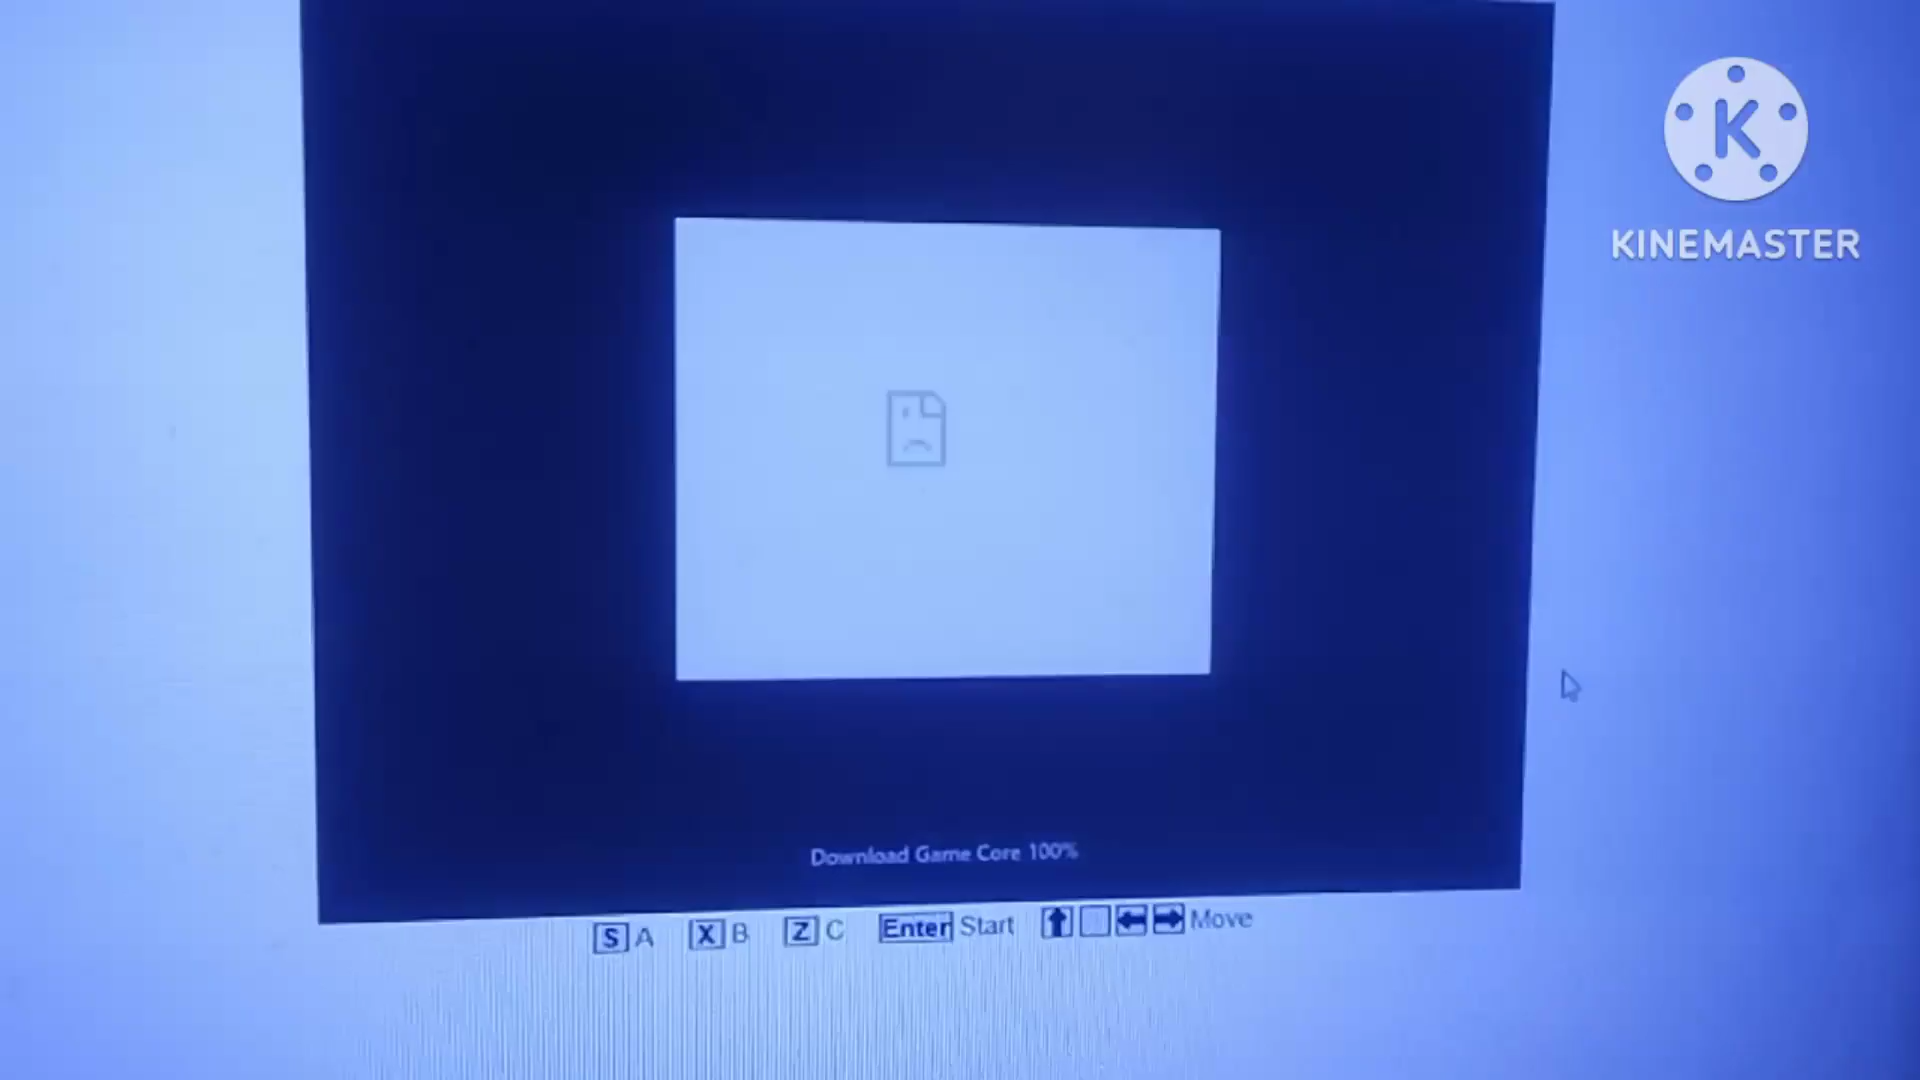 K
KINEMASTER
Download Game Core 100%
S A X B Z C Enter Start Move